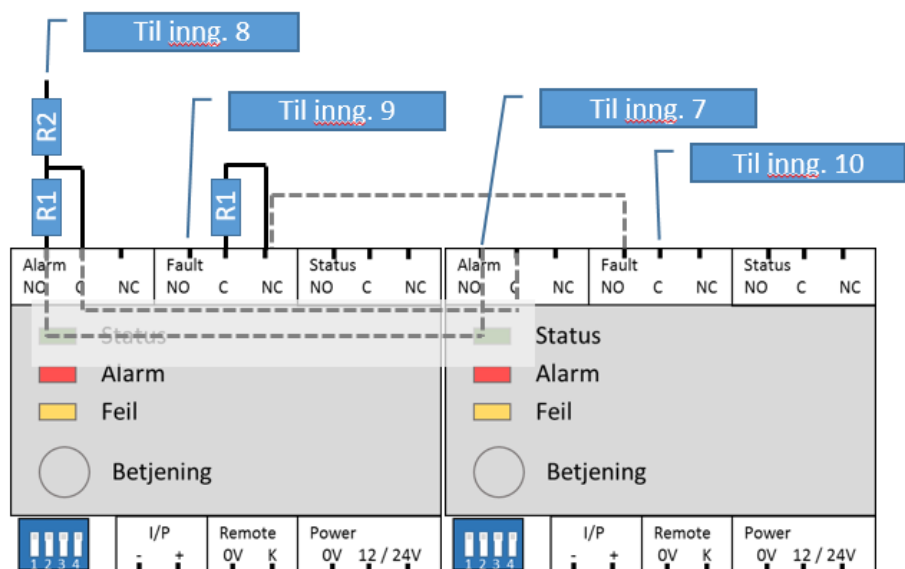 Til inng. 8
Til inng. 9
Til inng. 7
Til inng. 10
R2
R1
R1
Alarm
NO C NC
Fault
NO C NC
Status
NO C NC
Alarm
NO C NC
Fault
NO C NC
Status
NO C NC
Status
Alarm
Feil
Betjening
Status
Alarm
Feil
Betjening
1 2 3 4
I/P
- +
Remote
0V K
Power
0V 12 / 24V
1 2 3 4
I/P
- +
Remote
0V K
Power
0V 12 / 24V